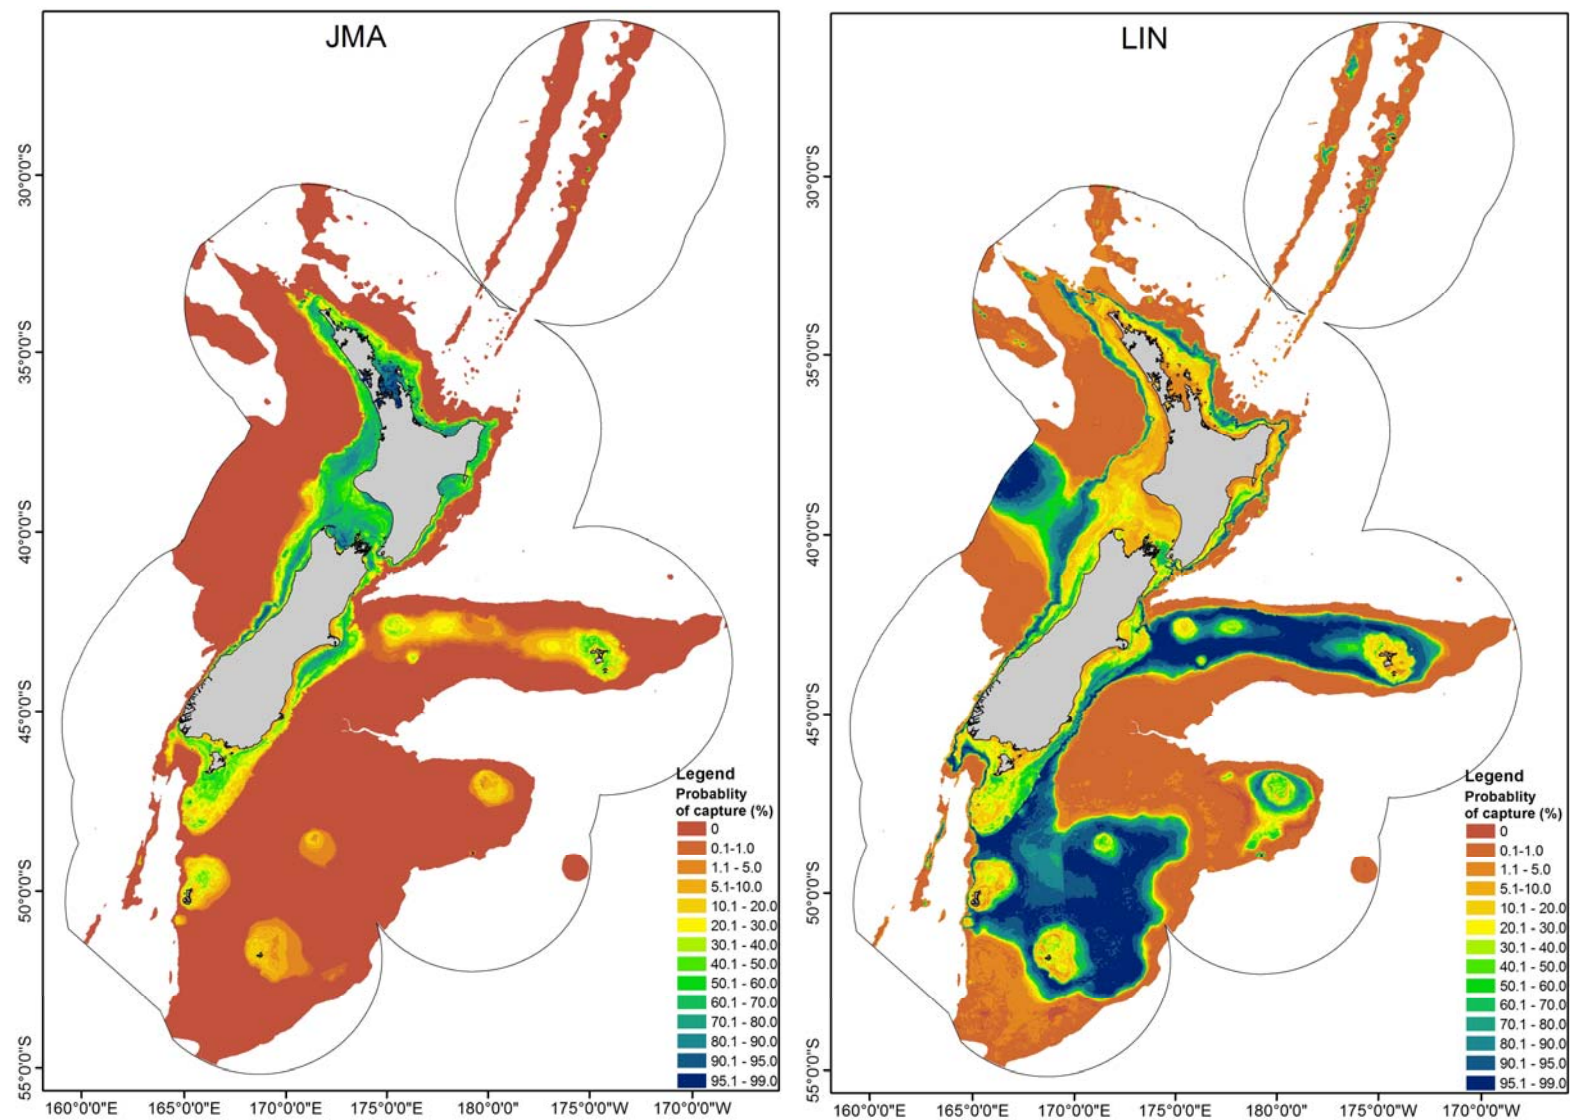 JMA
30°0'0"S
35°0'0"S
40°0'0"S
45°0'0"S
50°0'0"S
55°0'0"S
160°0'0"E
165°0'0"E
170°0'0"E
175°0'0"E
180°0'0"
175°0'0"W
170°0'0"W
Legend
Probablity
of capture (%)
0
0.1-1.0
1.1 - 5.0
5.1-10.0
10.1 - 20.0
20.1 - 30.0
30.1 - 40.0
40.1 - 50.0
50.1 - 60.0
60.1 - 70.0
70.1 - 80.0
80.1 - 90.0
90.1 - 95.0
95.1 - 99.0
LIN
30°0'0"S
35°0'0"S
40°0'0"S
45°0'0"S
50°0'0"S
55°0'0"S
160°0'0"E
165°0'0"E
170°0'0"E
175°0'0"E
180°0'0"
175°0'0"W
170°0'0"W
Legend
Probablity
of capture (%)
0
0.1-1.0
1.1 - 5.0
5.1-10.0
10.1 - 20.0
20.1 - 30.0
30.1 - 40.0
40.1 - 50.0
50.1 - 60.0
60.1 - 70.0
70.1 - 80.0
80.1 - 90.0
90.1 - 95.0
95.1 - 99.0